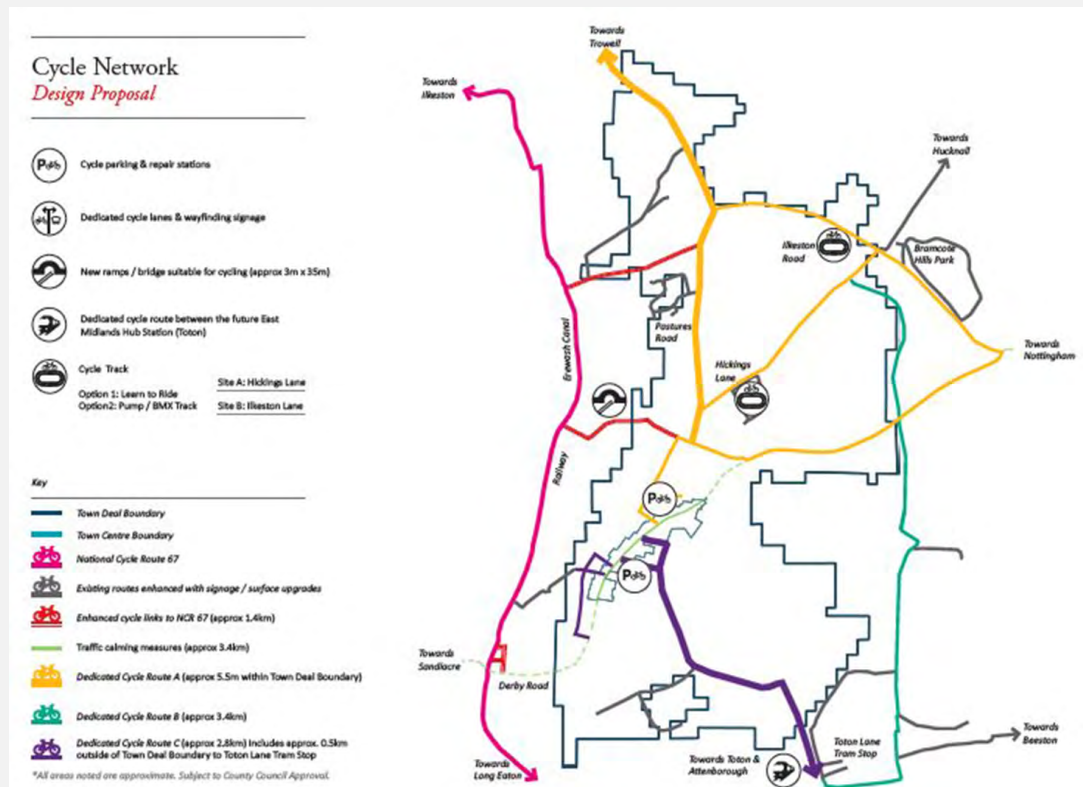 Cycle Network
Design Proposal
Cycle parking & repair stations
Dedicated cycle lanes & wayfinding signage
New ramps / bridge suitable for cycling (approx 3m x 35m)
Dedicated cycle route between the future East
Midlands Hub Station (Toton)
Cycle Track
Option 1: Learn to Ride
Option2: Pump / BMX Track
Site A: Hickings Lane
Site B: Ilkeston Lane
Key
Town Deal Boundary
Town Centre Boundary
National Cycle Route 67
Existing routes enhanced with signage / surface upgrades
Enhanced cycle links to NCR 67 (approx 1.4km)
Traffic calming measures (approx 3.4km)
Dedicated Cycle Route A (approx 5.5m within Town Deal Boundary)
Dedicated Cycle Route B (approx 3.4km)
Dedicated Cycle Route C (approx 2.8km) Includes approx. 0.5km
outside of Town Deal Boundary to Toton Lane Tram Stop
*All areas noted are approximate. Subject to County Council Approval.
Towards
Trowell
Towards
Ilkeston
Towards
Hucknall
Ilkeston
Road
Bramcote
Hills Park
Erewash Canal
Pastures
Road
Towards
Nottingham
Hickings
Lane
Railway
P
P
Towards
Sandiacre
Derby Road
Towards
Long Eaton
Towards Toton &
Attenborough
Toton Lane
Tram Stop
Towards
Beeston